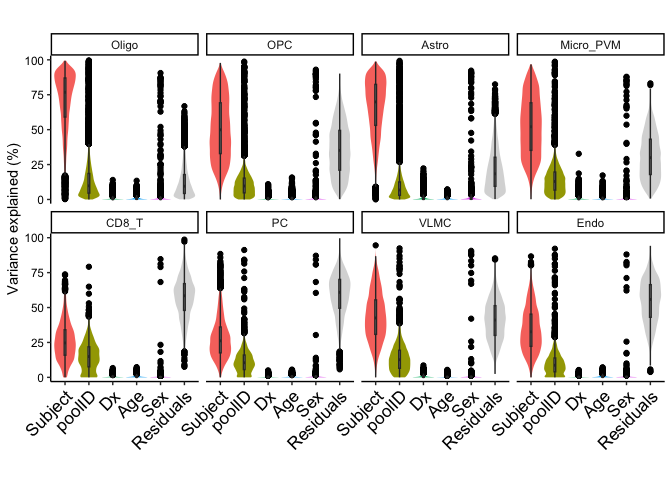 Oligo OPC Astro Micro_PVM
Variance explained (%)
100
75
50
25
0
CD8_T PC VLMC Endo
100
75
50
25
0
Subject poolID Dx Age Sex Residuals Subject poolID Dx Age Sex Residuals Subject poolID Dx Age Sex Residuals Subject poolID Dx Age Sex Residuals